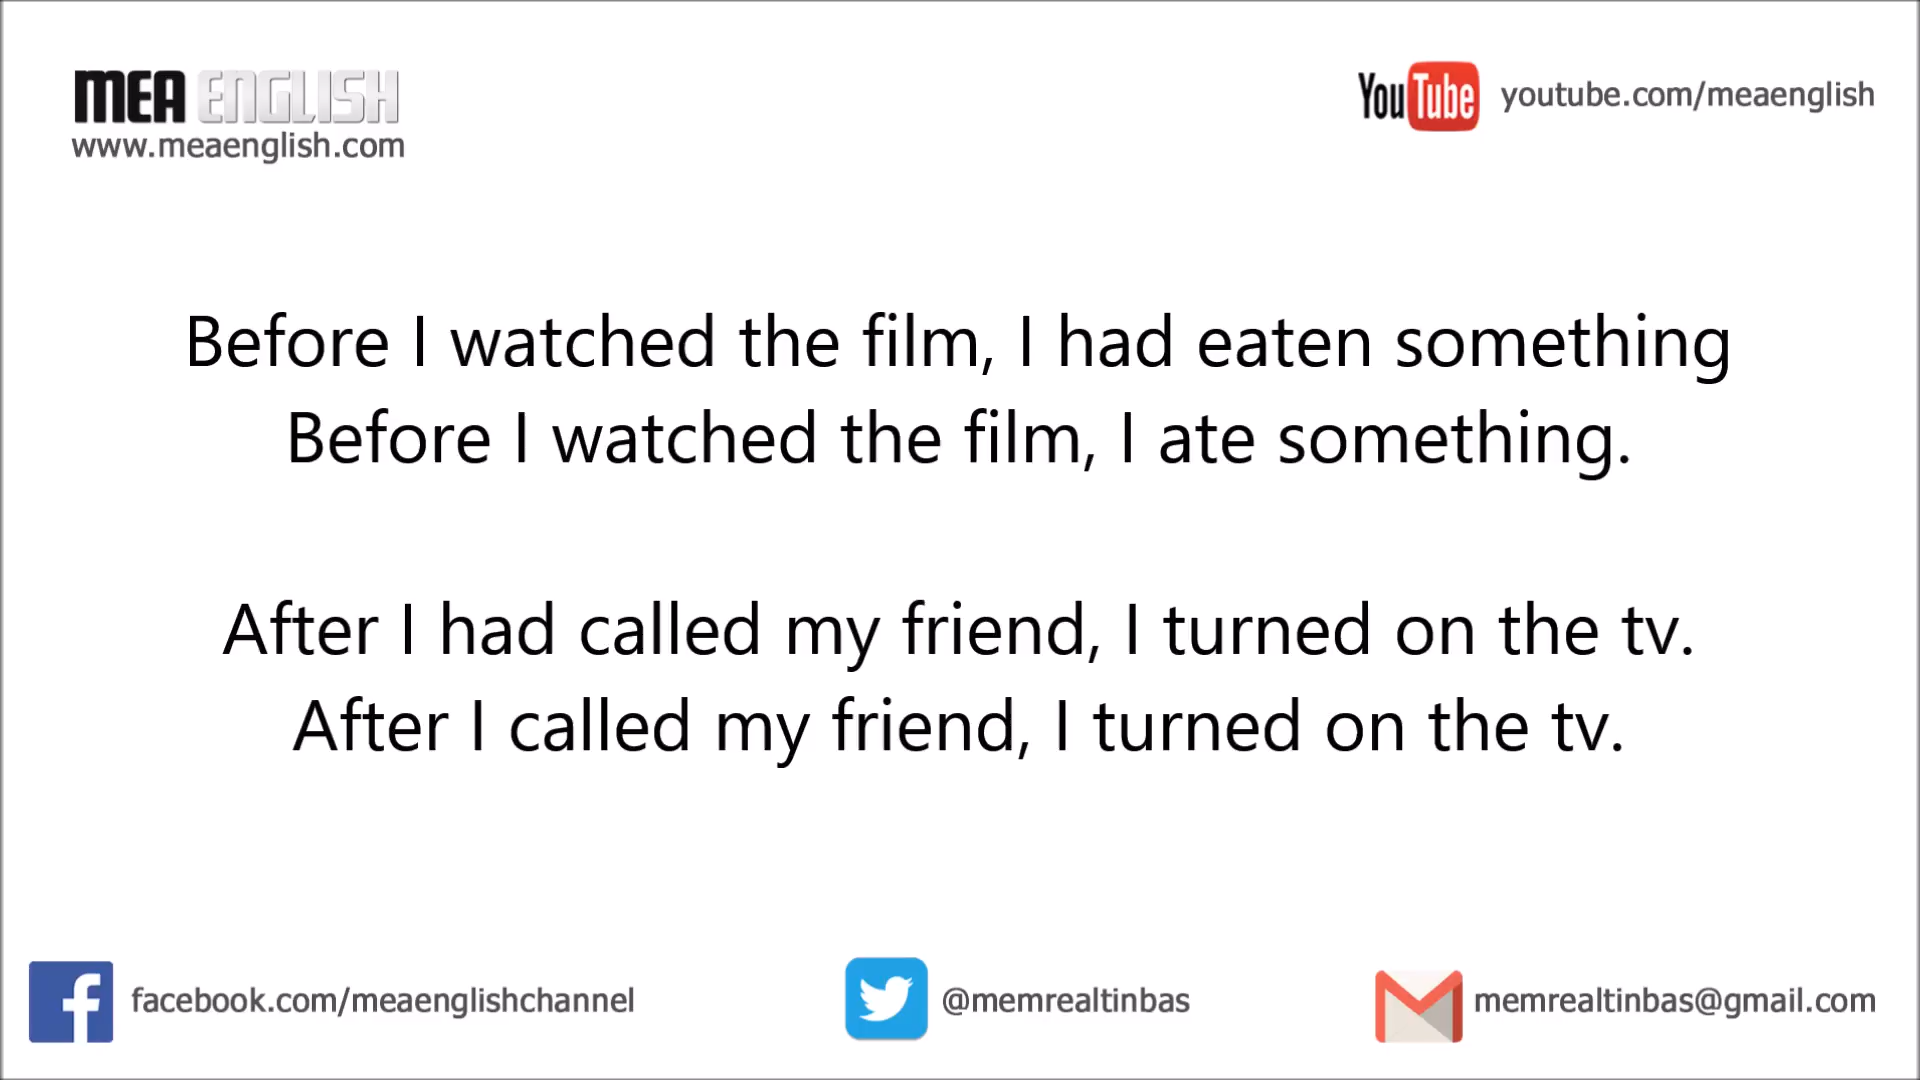 MEA ENGLISH
www.meaenglish.com
YouTube youtube.com/meaenglish
Before I watched the film, I had eaten something
Before I watched the film, I ate something.
After I had called my friend, I turned on the tv.
After I called my friend, I turned on the tv.
facebook.com/meaenglishchannel
@memrealtinbas
memrealtinbas@gmail.com